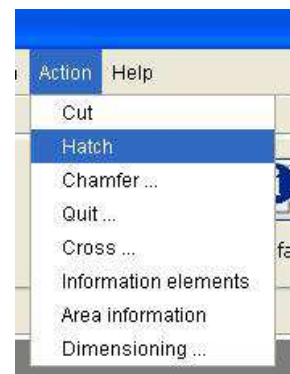 Action Help
Cut
Hatch
Chamfer ...
Quit ...
Cross ...
Information elements
Area information
Dimensioning ...